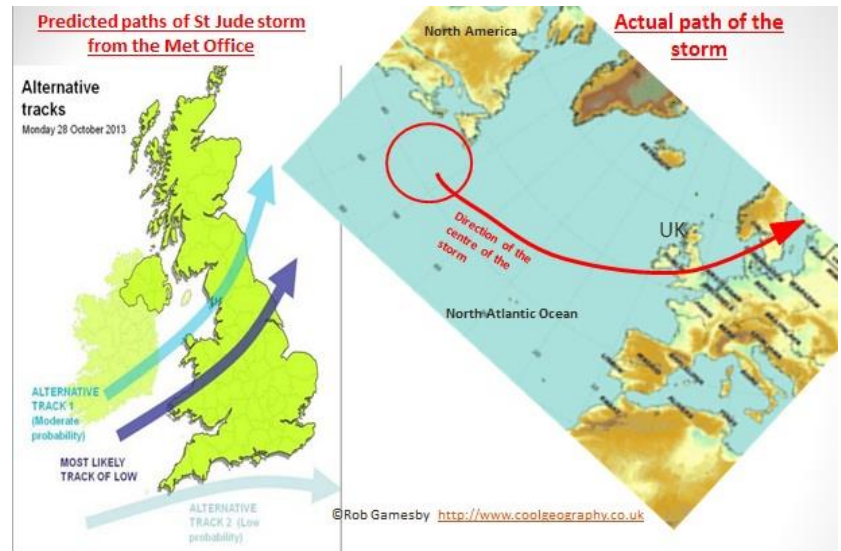 Predicted paths of St Jude storm
from the Met Office
Alternative
tracks
Monday 28 October 2013
ALTERNATIVE
TRACK 1
(Moderate
probability)
MOST LIKELY
TRACK OF LOW
ALTERNATIVE
TRACK 2 (Low
probability)
Actual path of the
storm
North America
UK
Direction of the
centre of the
storm
North Atlantic Ocean
©Rob Gamesby http://www.coolgeography.co.uk